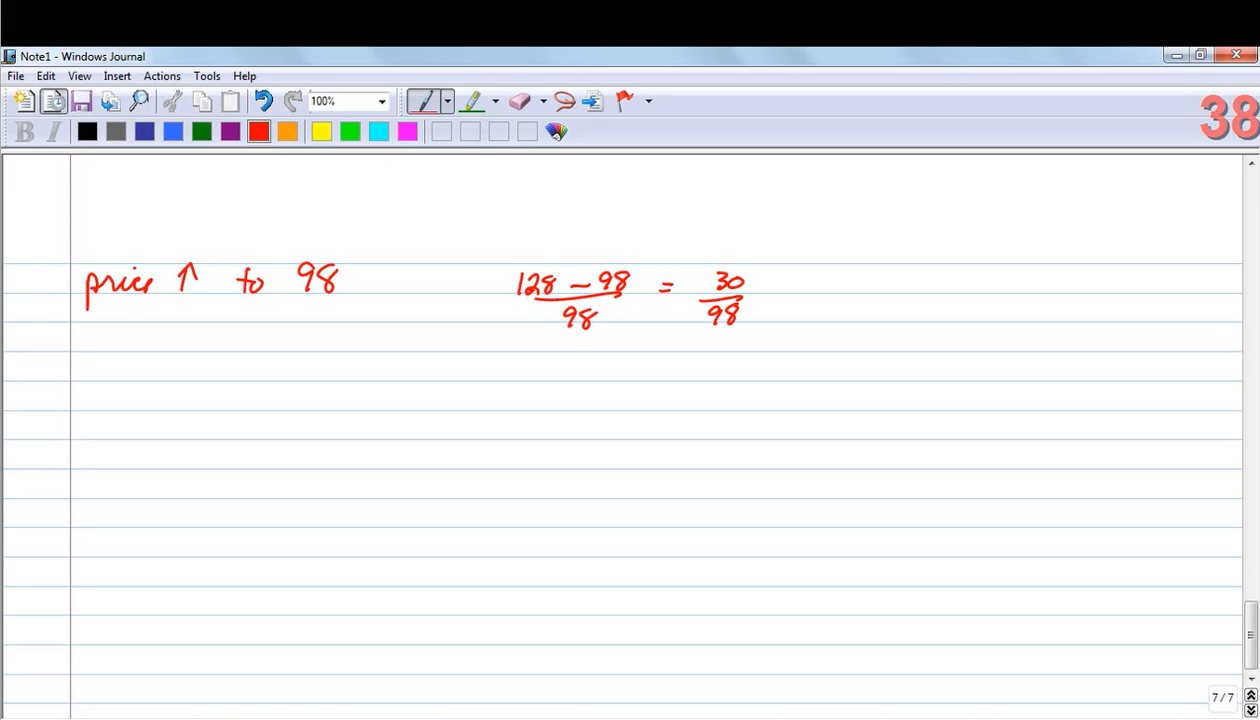 Note1 - Windows Journal
File Edit View Insert Actions Tools Help
100%
B I
38
price ↑ to 98
128 - 98 / 98 = 30 / 98
7 / 7